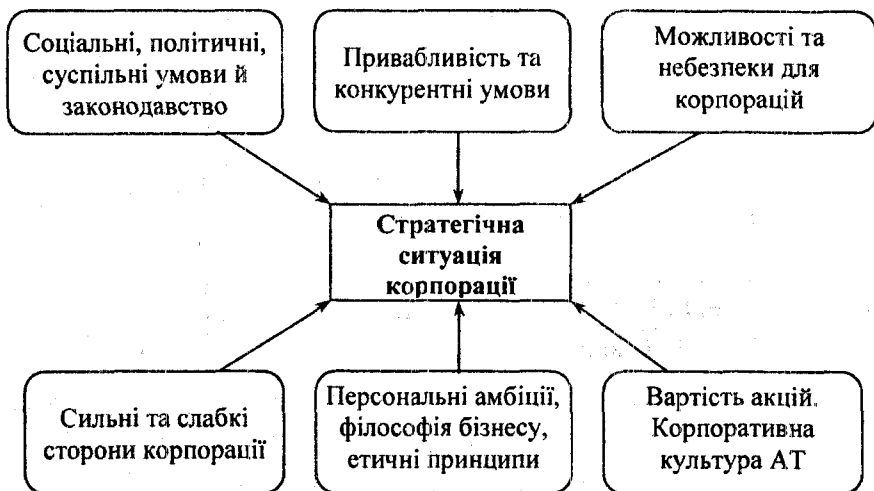 Соціальні, політичні,
суспільні умови й
законодавство
Привабливість та
конкурентні умови
Можливості та
небезпеки для
корпорацій
Стратегічна
ситуація
корпорації
Сильні та слабкі
сторони корпорації
Персональні амбіції,
філософія бізнесу,
етичні принципи
Вартість акцій.
Корпоративна
культура АТ